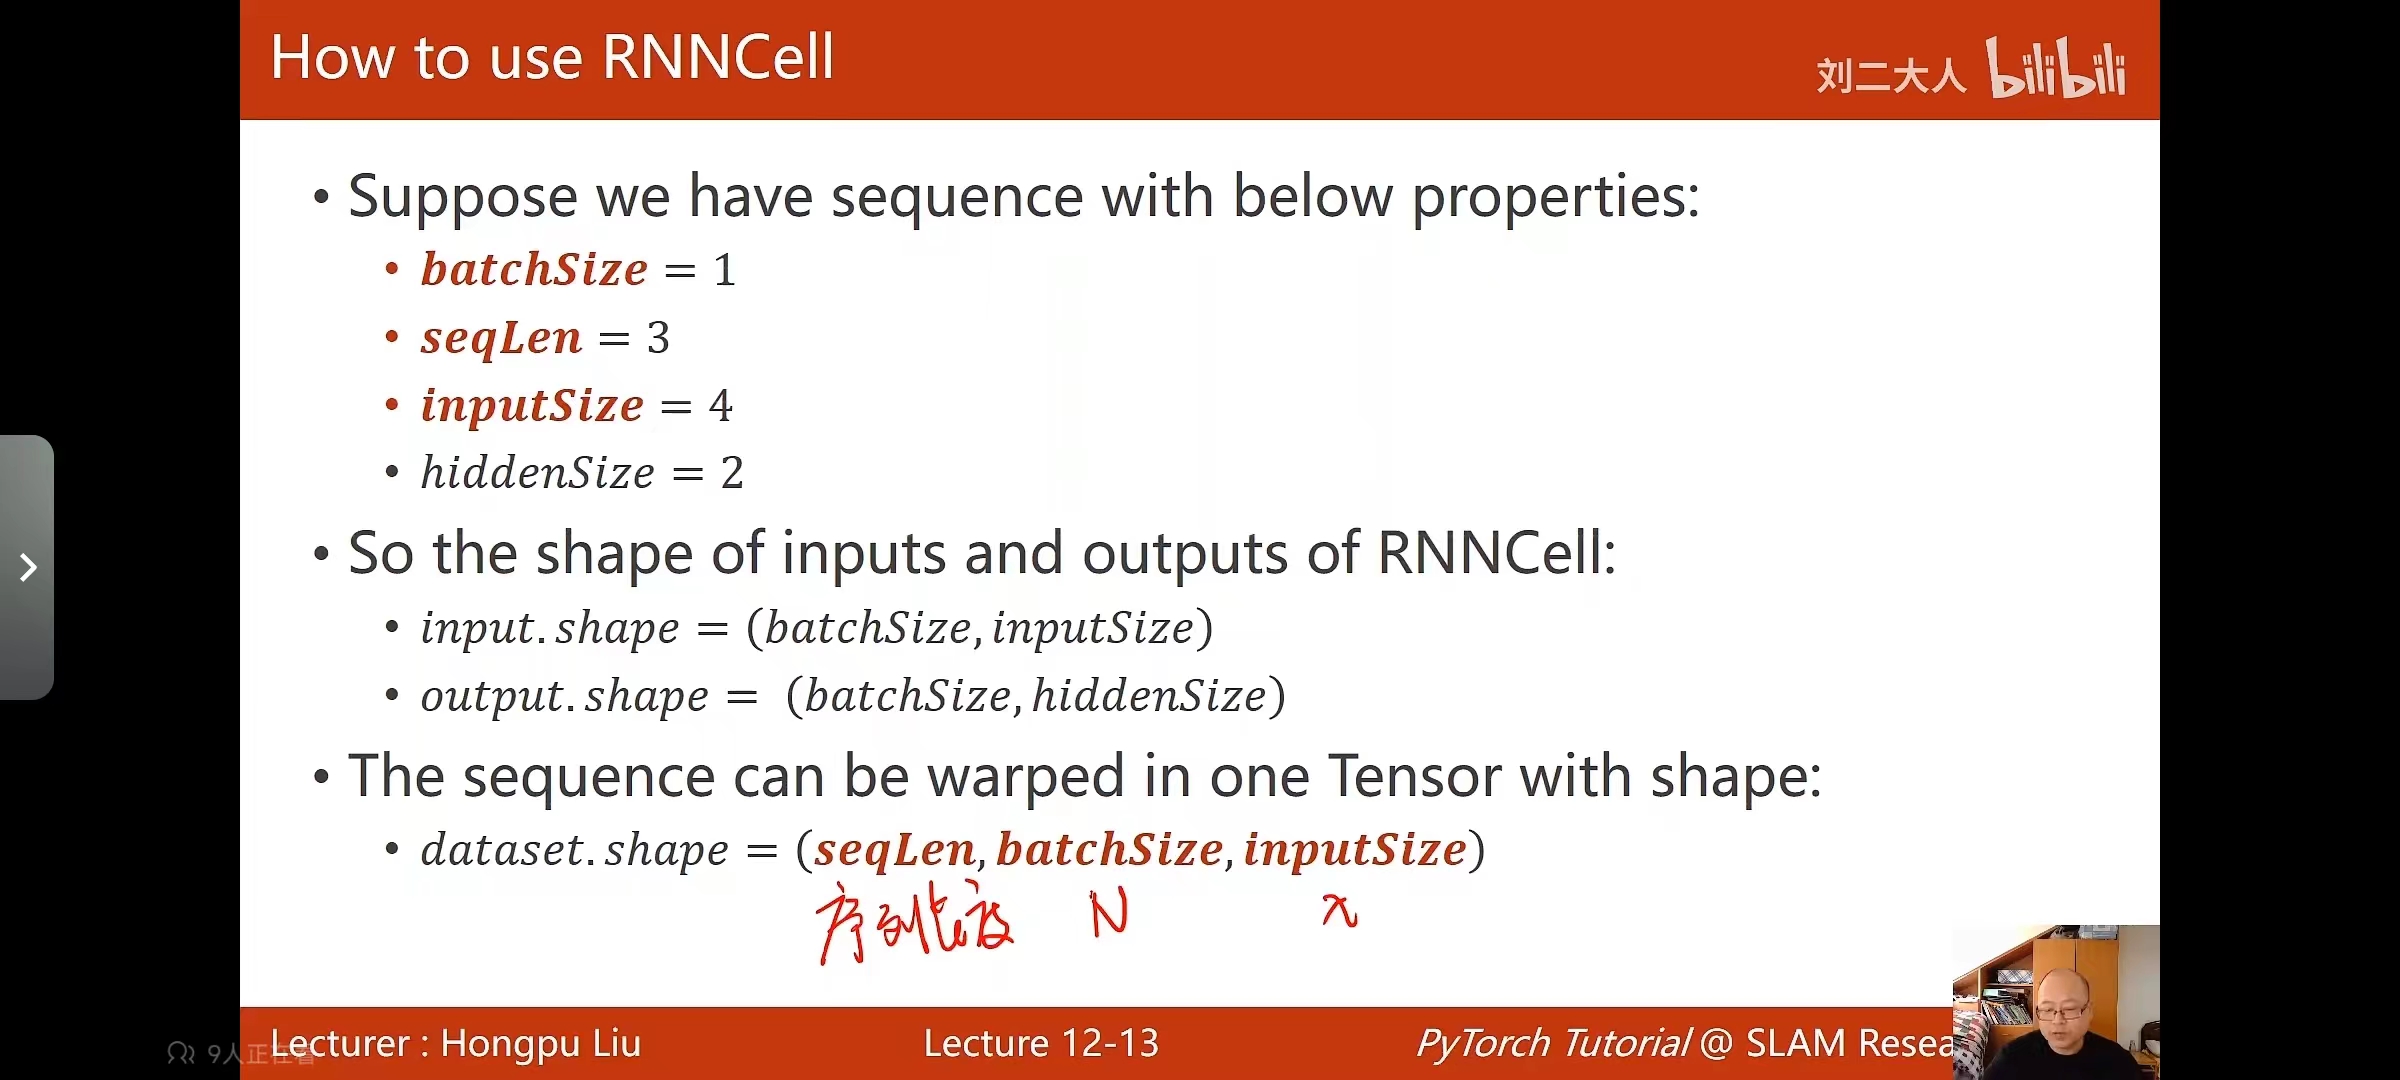 How to use RNNCell
刘二大人 bilibili
• Suppose we have sequence with below properties:
• batchSize = 1
• seqLen = 3
• inputSize = 4
• hiddenSize = 2
• So the shape of inputs and outputs of RNNCell:
• input.shape = (batchSize, inputSize)
• output.shape = (batchSize, hiddenSize)
• The sequence can be warped in one Tensor with shape:
• dataset.shape = (seqLen, batchSize, inputSize)
序列长度 N x
Lecturer : Hongpu Liu Lecture 12-13 PyTorch Tutorial @ SLAM Resea
9人正在看